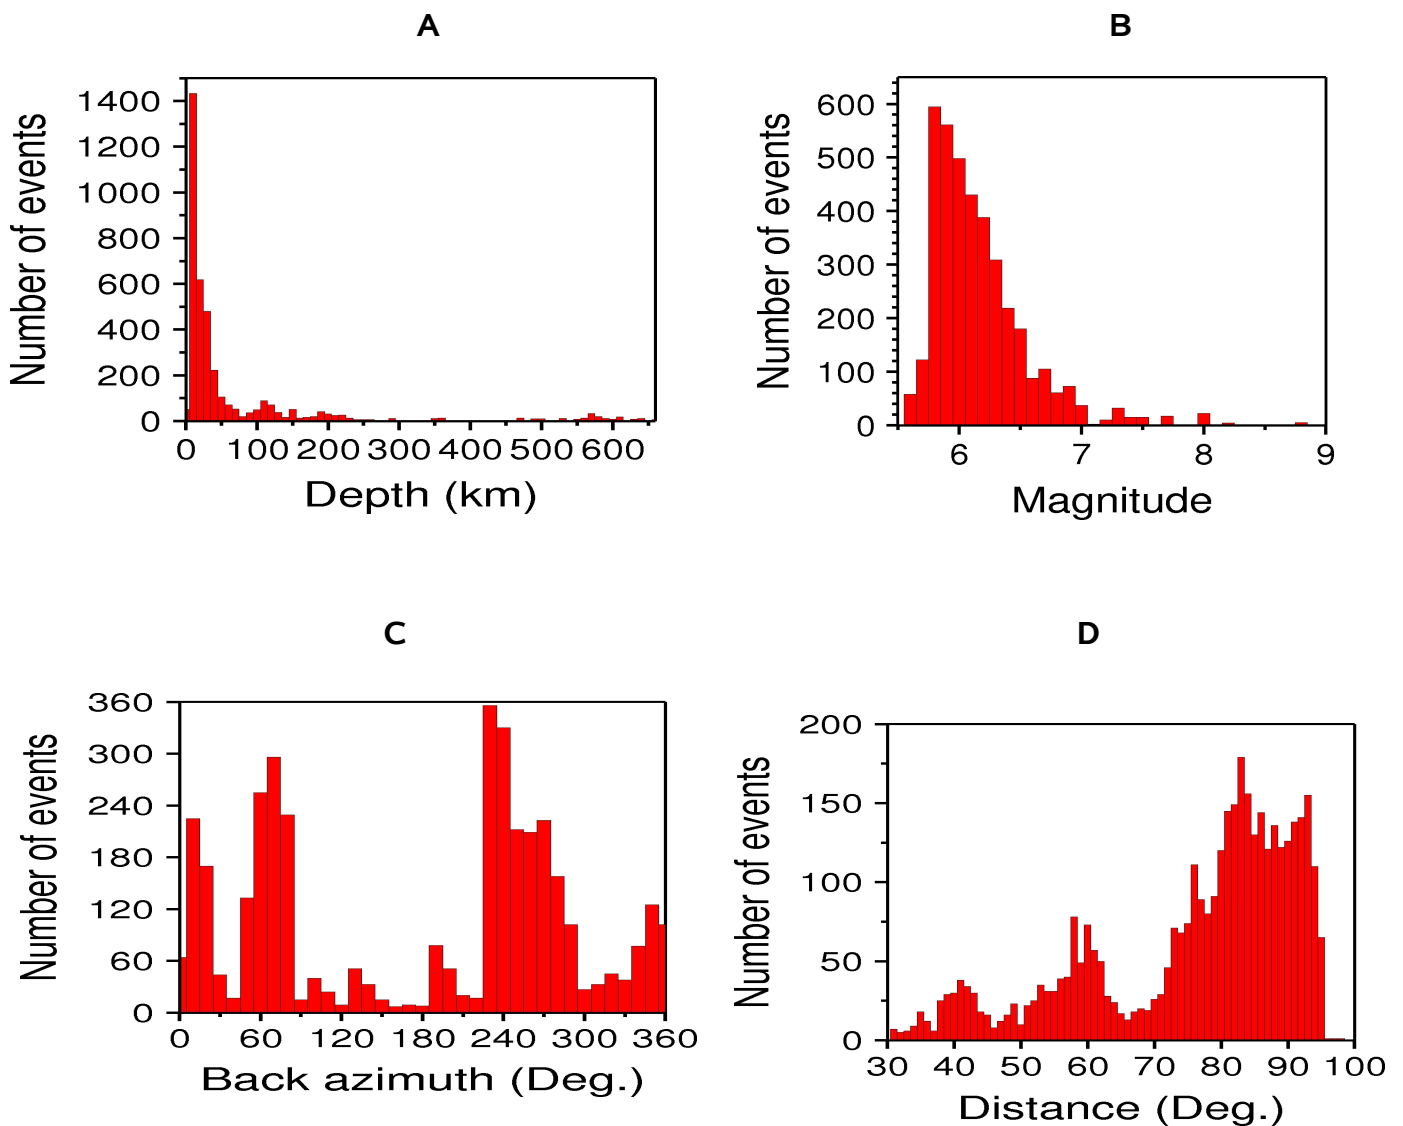 A
Number of events
1400
1200
1000
800
600
400
200
0
0 100 200 300 400 500 600
Depth (km)
B
Number of events
600
500
400
300
200
100
0
6 7 8 9
Magnitude
C
Number of events
360
300
240
180
120
60
0
0 60 120 180 240 300 360
Back azimuth (Deg.)
D
Number of events
200
150
100
50
0
30 40 50 60 70 80 90 100
Distance (Deg.)